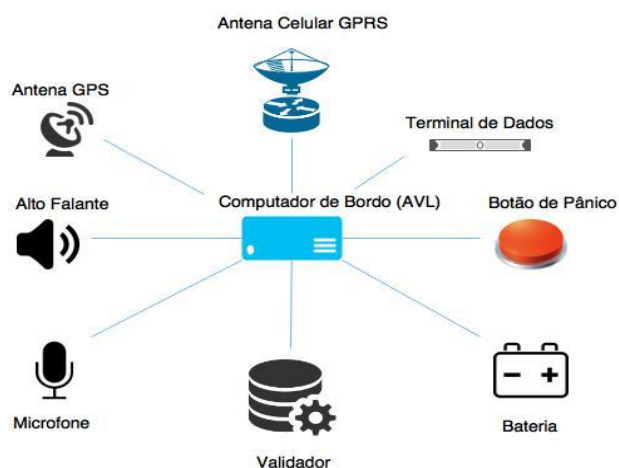 Antena Celular GPRS
Antena GPS
Terminal de Dados
Alto Falante
Computador de Bordo (AVL)
Botão de Pânico
Microfone
Bateria
Validador